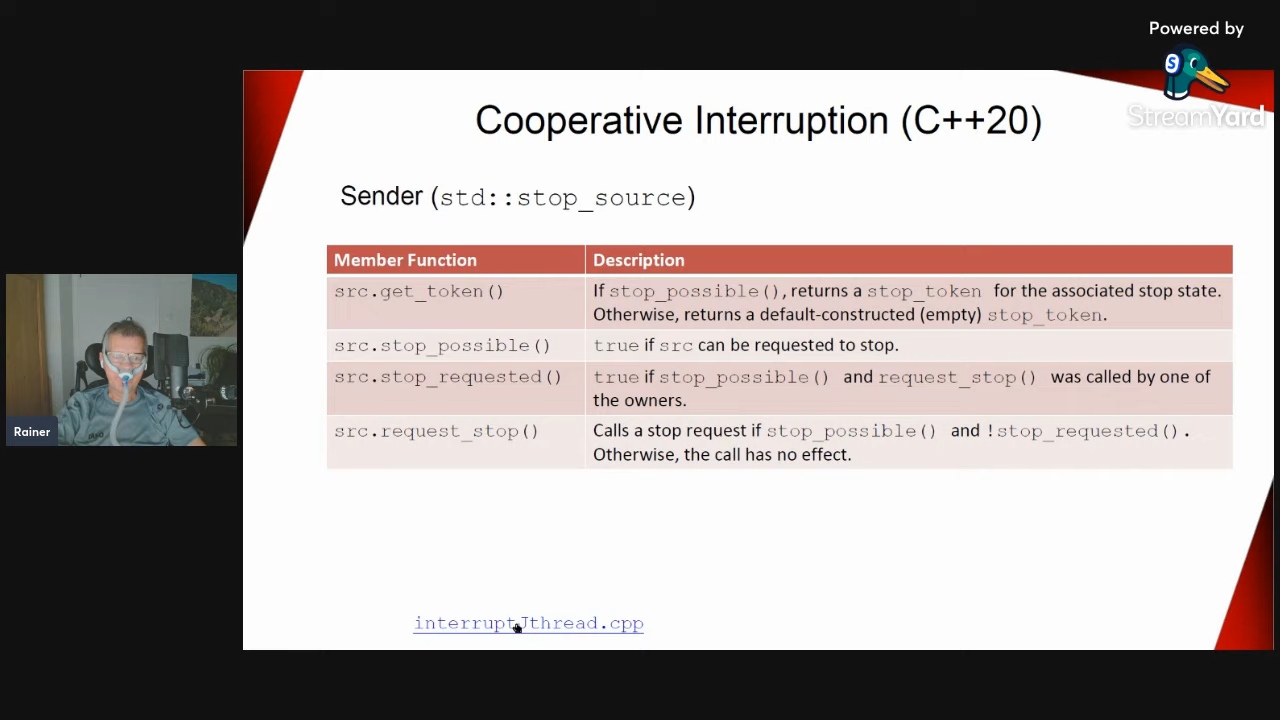 Powered by
S
StreamYard
Cooperative Interruption (C++20)
Sender (std::stop_source)
Member Function
Description
src.get_token()
If stop_possible(), returns a stop_token for the associated stop state.
Otherwise, returns a default-constructed (empty) stop_token.
src.stop_possible()
true if src can be requested to stop.
src.stop_requested()
true if stop_possible() and request_stop() was called by one of
the owners.
src.request_stop()
Calls a stop request if stop_possible() and !stop_requested().
Otherwise, the call has no effect.
Rainer
interruptJthread.cpp